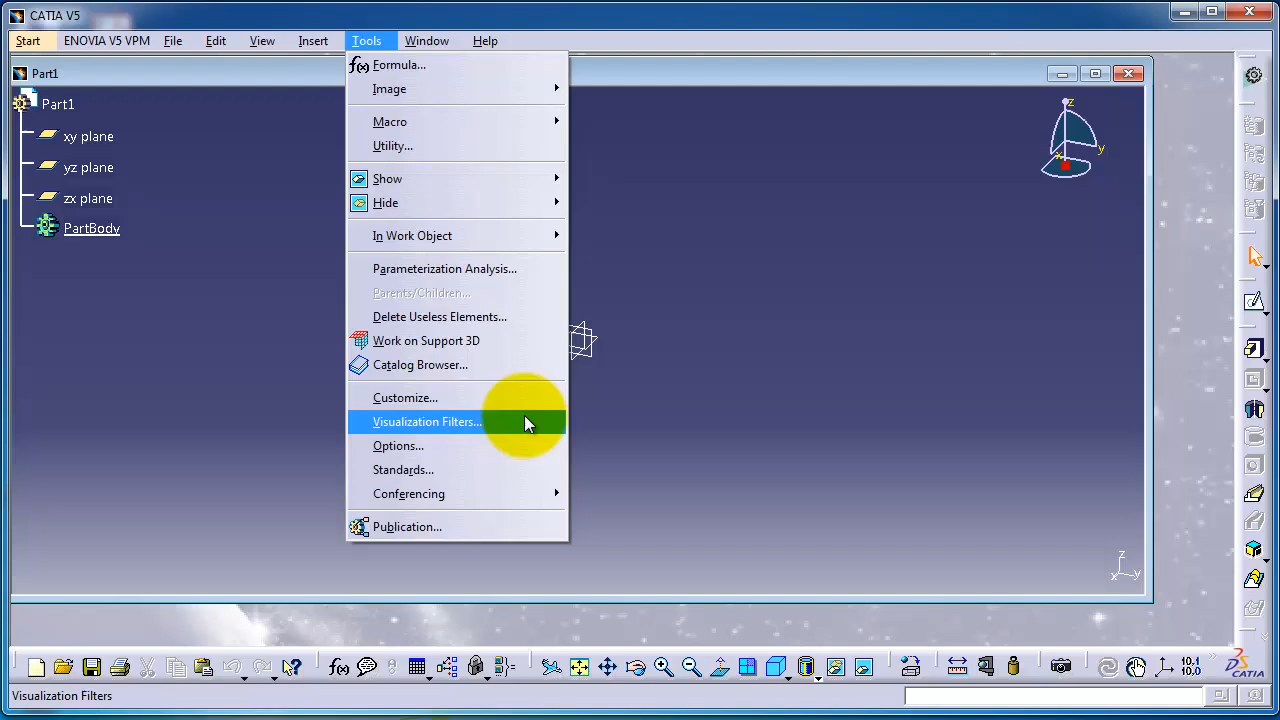 CATIA V5
Start ENOVIA V5 VPM File Edit View Insert Tools Window Help
Part1
Part1
xy plane
yz plane
zx plane
PartBody
Formula...
Image
Macro
Utility...
Show
Hide
In Work Object
Parameterization Analysis...
Parents/Children...
Delete Useless Elements...
Work on Support 3D
Catalog Browser...
Customize...
Visualization Filters...
Options...
Standards...
Conferencing
Publication...
z
y
x
z
x y
f(x)
10.1
10.0
CATIA
Visualization Filters